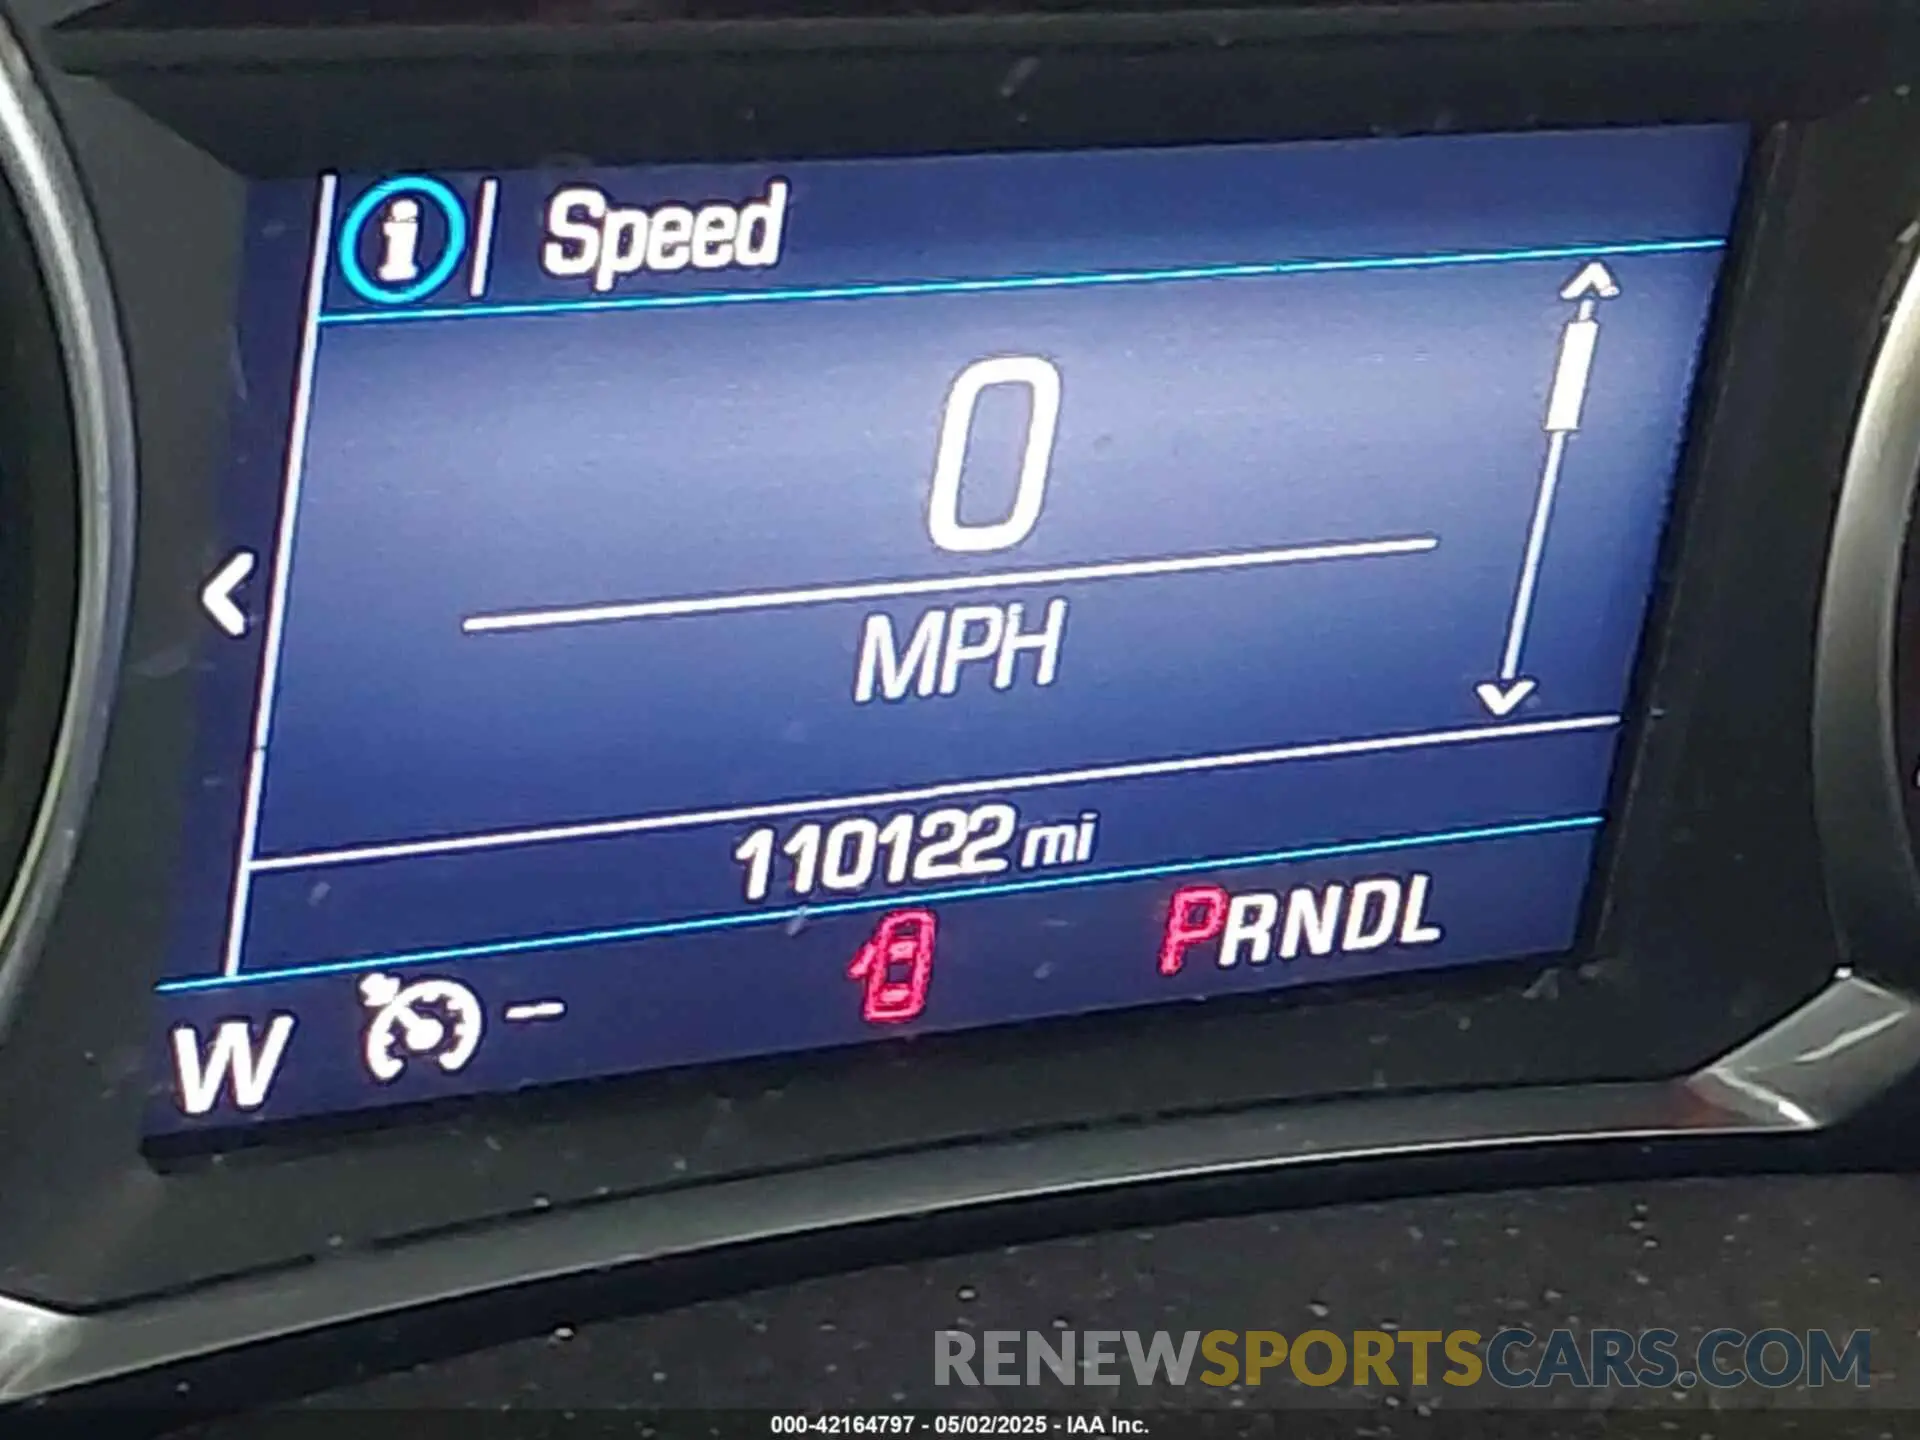 i Speed
0
MPH
110122 mi
PRNDL
W
RENEWSPORTSCARS.COM
000-42164797 - 05/02/2025 - IAA Inc.